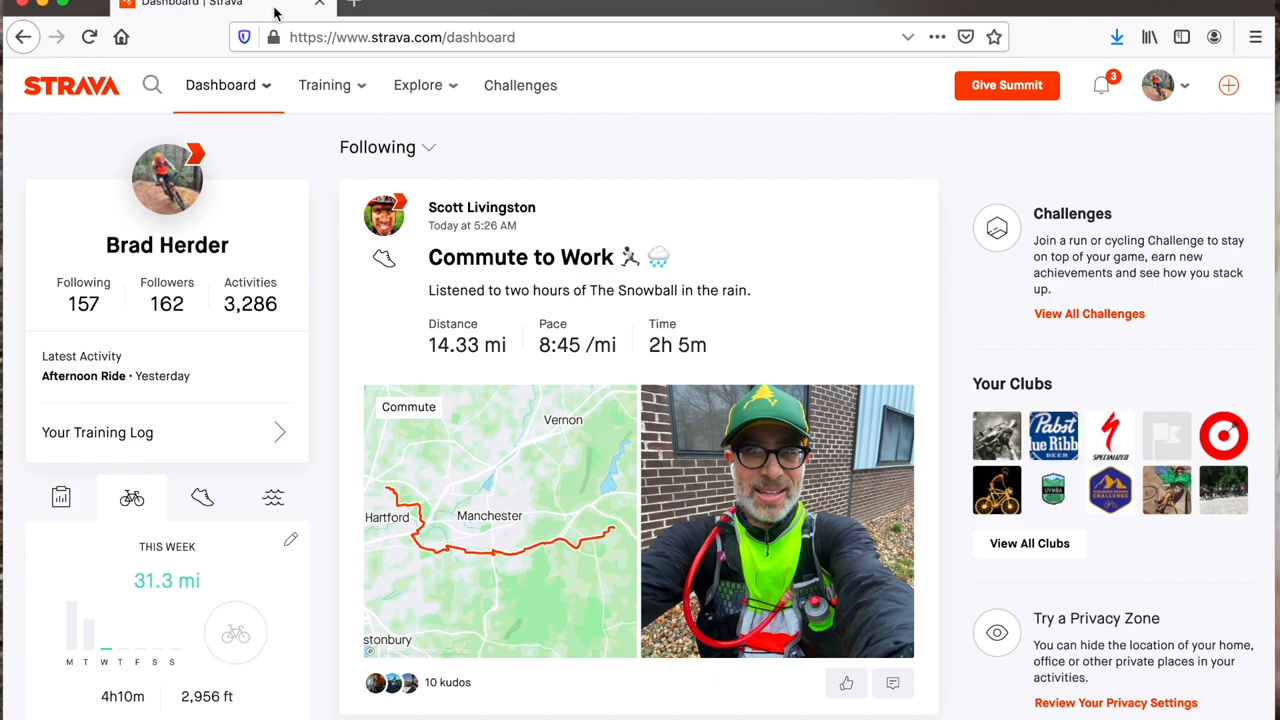 Dashboard | Strava
https://www.strava.com/dashboard
STRAVA
Dashboard
Training
Explore
Challenges
Give Summit
3
Brad Herder
Following
157
Followers
162
Activities
3,286
Latest Activity
Afternoon Ride • Yesterday
Your Training Log
THIS WEEK
31.3 mi
M T W T F S S
4h10m
2,956 ft
Following
Scott Livingston
Today at 5:26 AM
Commute to Work
Listened to two hours of The Snowball in the rain.
Distance
14.33 mi
Pace
8:45 /mi
Time
2h 5m
Commute
Vernon
Hartford
Manchester
stonbury
10 kudos
Challenges
Join a run or cycling Challenge to stay
on top of your game, earn new
achievements and see how you stack
up.
View All Challenges
Your Clubs
Pabst
ue Ribb
BEER
SPECIALIZED
View All Clubs
Try a Privacy Zone
You can hide the location of your home,
office or other private places in your
activities.
Review Your Privacy Settings